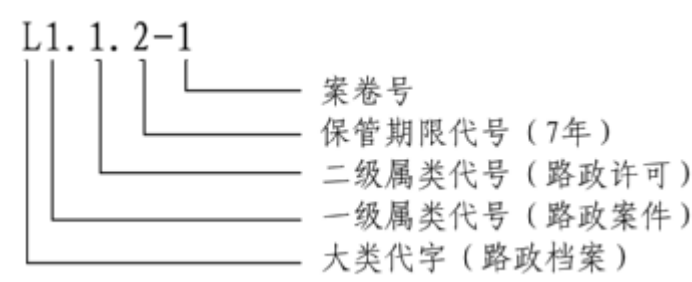 L1.1.2-1
案卷号
保管期限代号（7年）
二级属类代号（路政许可）
一级属类代号（路政案件）
大类代字（路政档案）